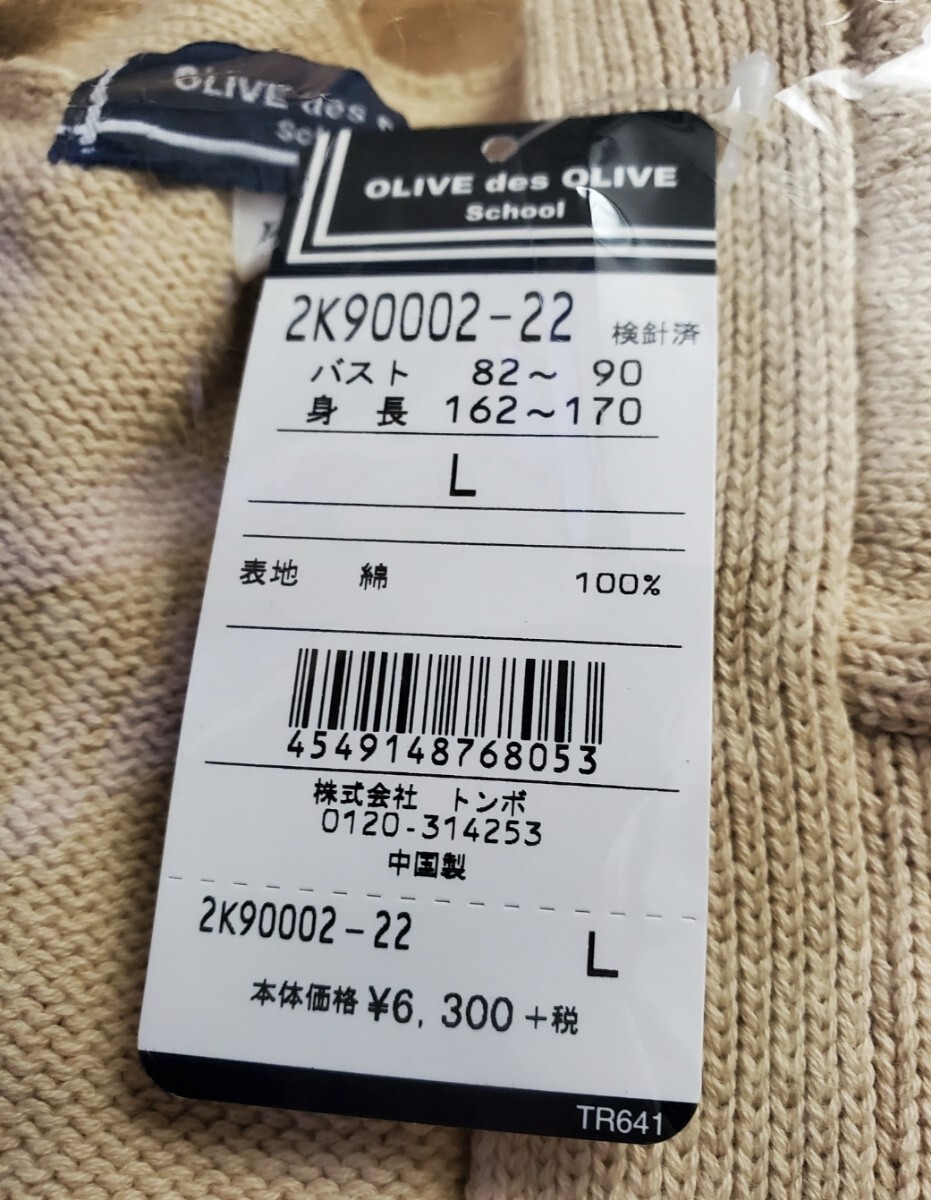 OLIVE des
OLIVE des OLIVE
School
2K90002-22 検針済
バスト 82～ 90
身 長 162～170
L
表地 綿 100%
4549148768053
株式会社 トンボ
0120-314253
中国製
2K90002-22 L
本体価格 ¥6,300+税
TR641